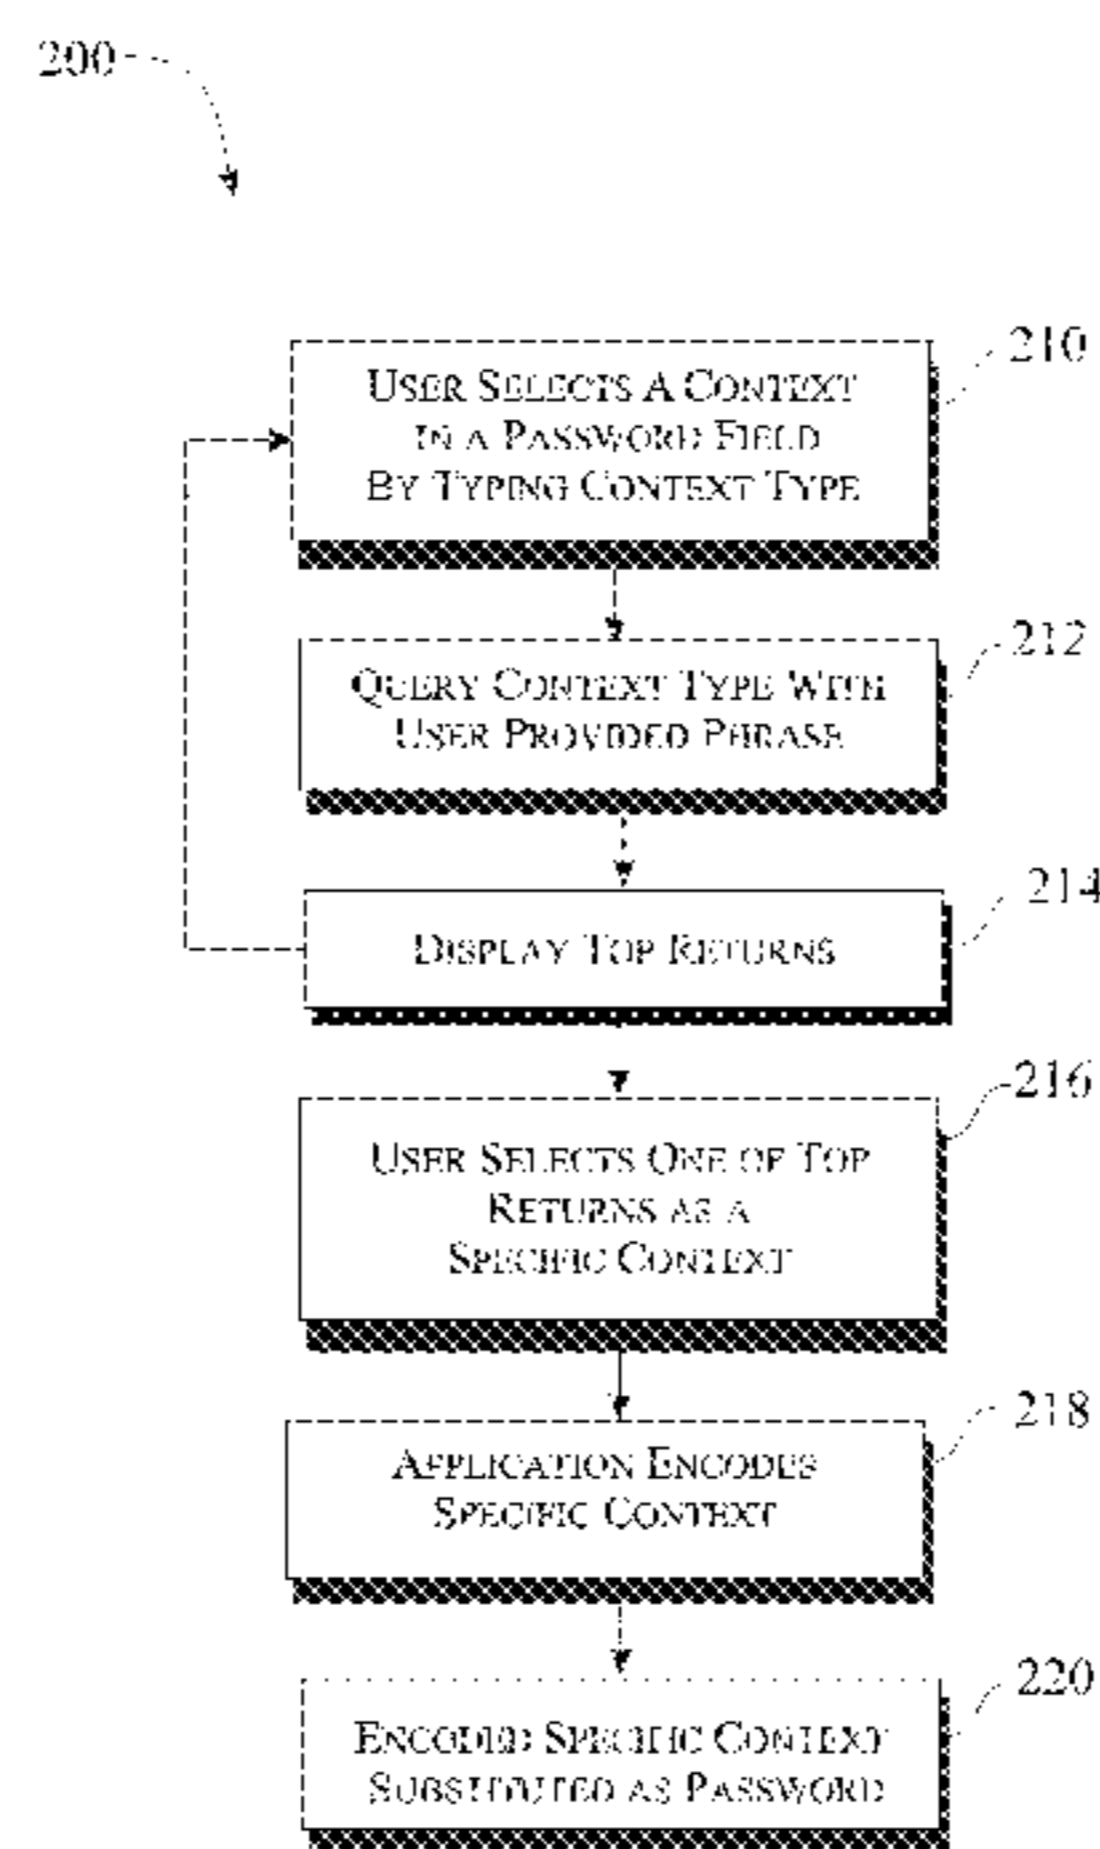 200
210
USER SELECTS A CONTEXT
IN A PASSWORD FIELD
BY TYPING CONTEXT TYPE
212
QUERY CONTEXT TYPE WITH
USER PROVIDED PHRASE
214
DISPLAY TOP RETURNS
216
USER SELECTS ONE OF TOP
RETURNS AS A
SPECIFIC CONTEXT
218
APPLICATION ENCODES
SPECIFIC CONTEXT
220
ENCODED SPECIFIC CONTEXT
SUBSTITUTED AS PASSWORD